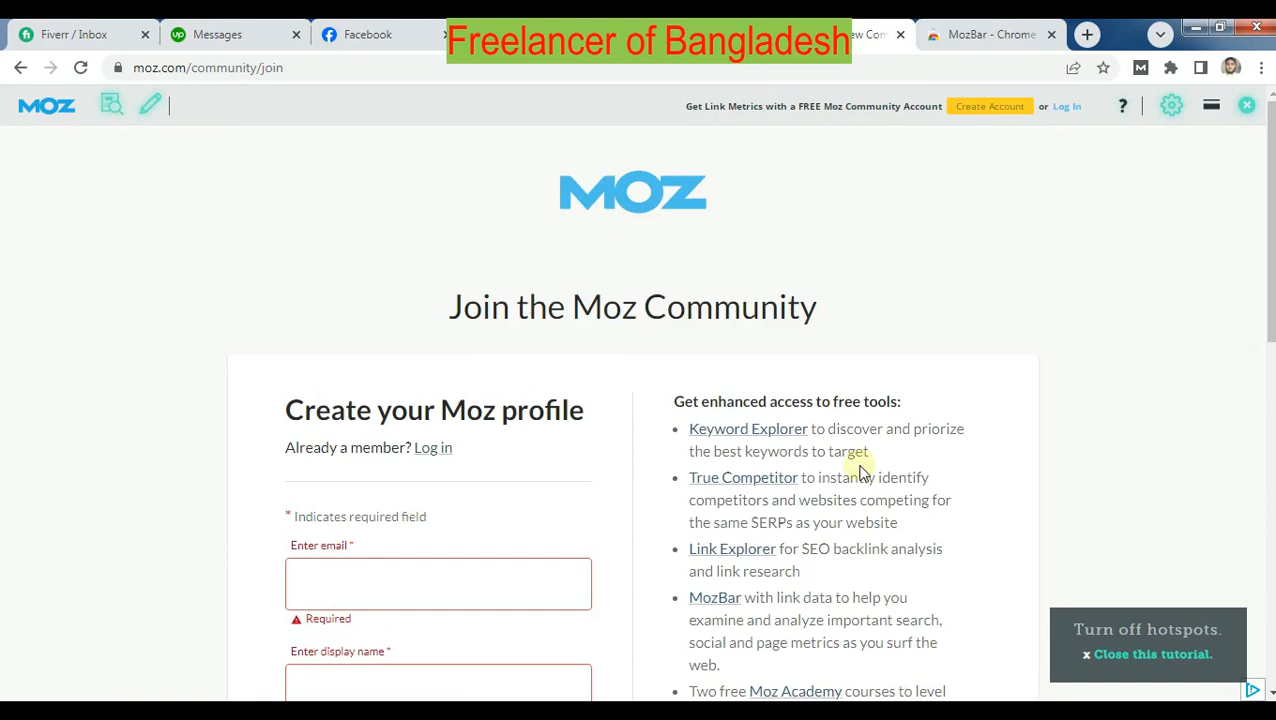 Fiverr / Inbox
Messages
Facebook
Freelancer of Bangladesh
MozBar - Chrome
moz.com/community/join
MOZ
Get Link Metrics with a FREE Moz Community Account Create Account or Log In
?
MOZ
Join the Moz Community
Create your Moz profile
Already a member? Log in
* Indicates required field
Enter email *
Required
Enter display name *
Get enhanced access to free tools:
Keyword Explorer to discover and priorize
the best keywords to target
True Competitor to instantly identify
competitors and websites competing for
the same SERPs as your website
Link Explorer for SEO backlink analysis
and link research
MozBar with link data to help you
examine and analyze important search,
social and page metrics as you surf the
web.
Two free Moz Academy courses to level
Turn off hotspots.
x Close this tutorial.